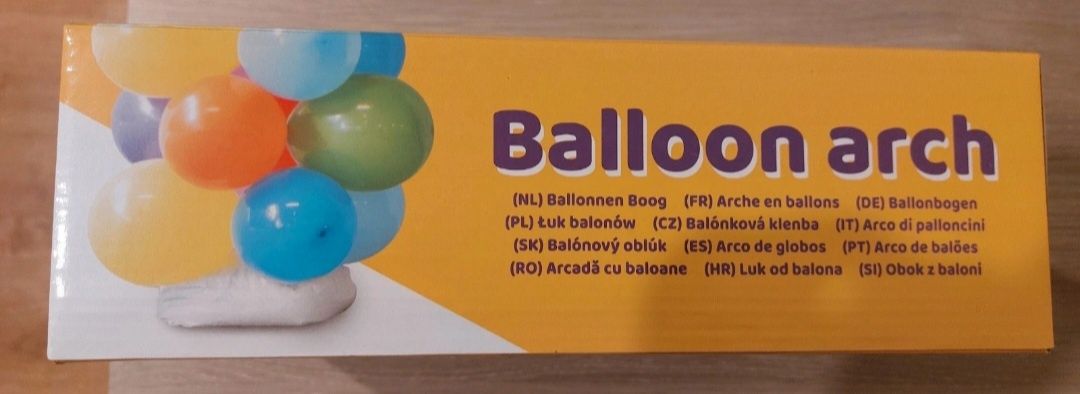 Balloon arch
(NL) Ballonnen Boog (FR) Arche en ballons (DE) Ballonbogen
(PL) Łuk balonów (CZ) Balónková klenba (IT) Arco di palloncini
(SK) Balónový oblúk (ES) Arco de globos (PT) Arco de balões
(RO) Arcadă cu baloane (HR) Luk od balona (SI) Obok z baloni